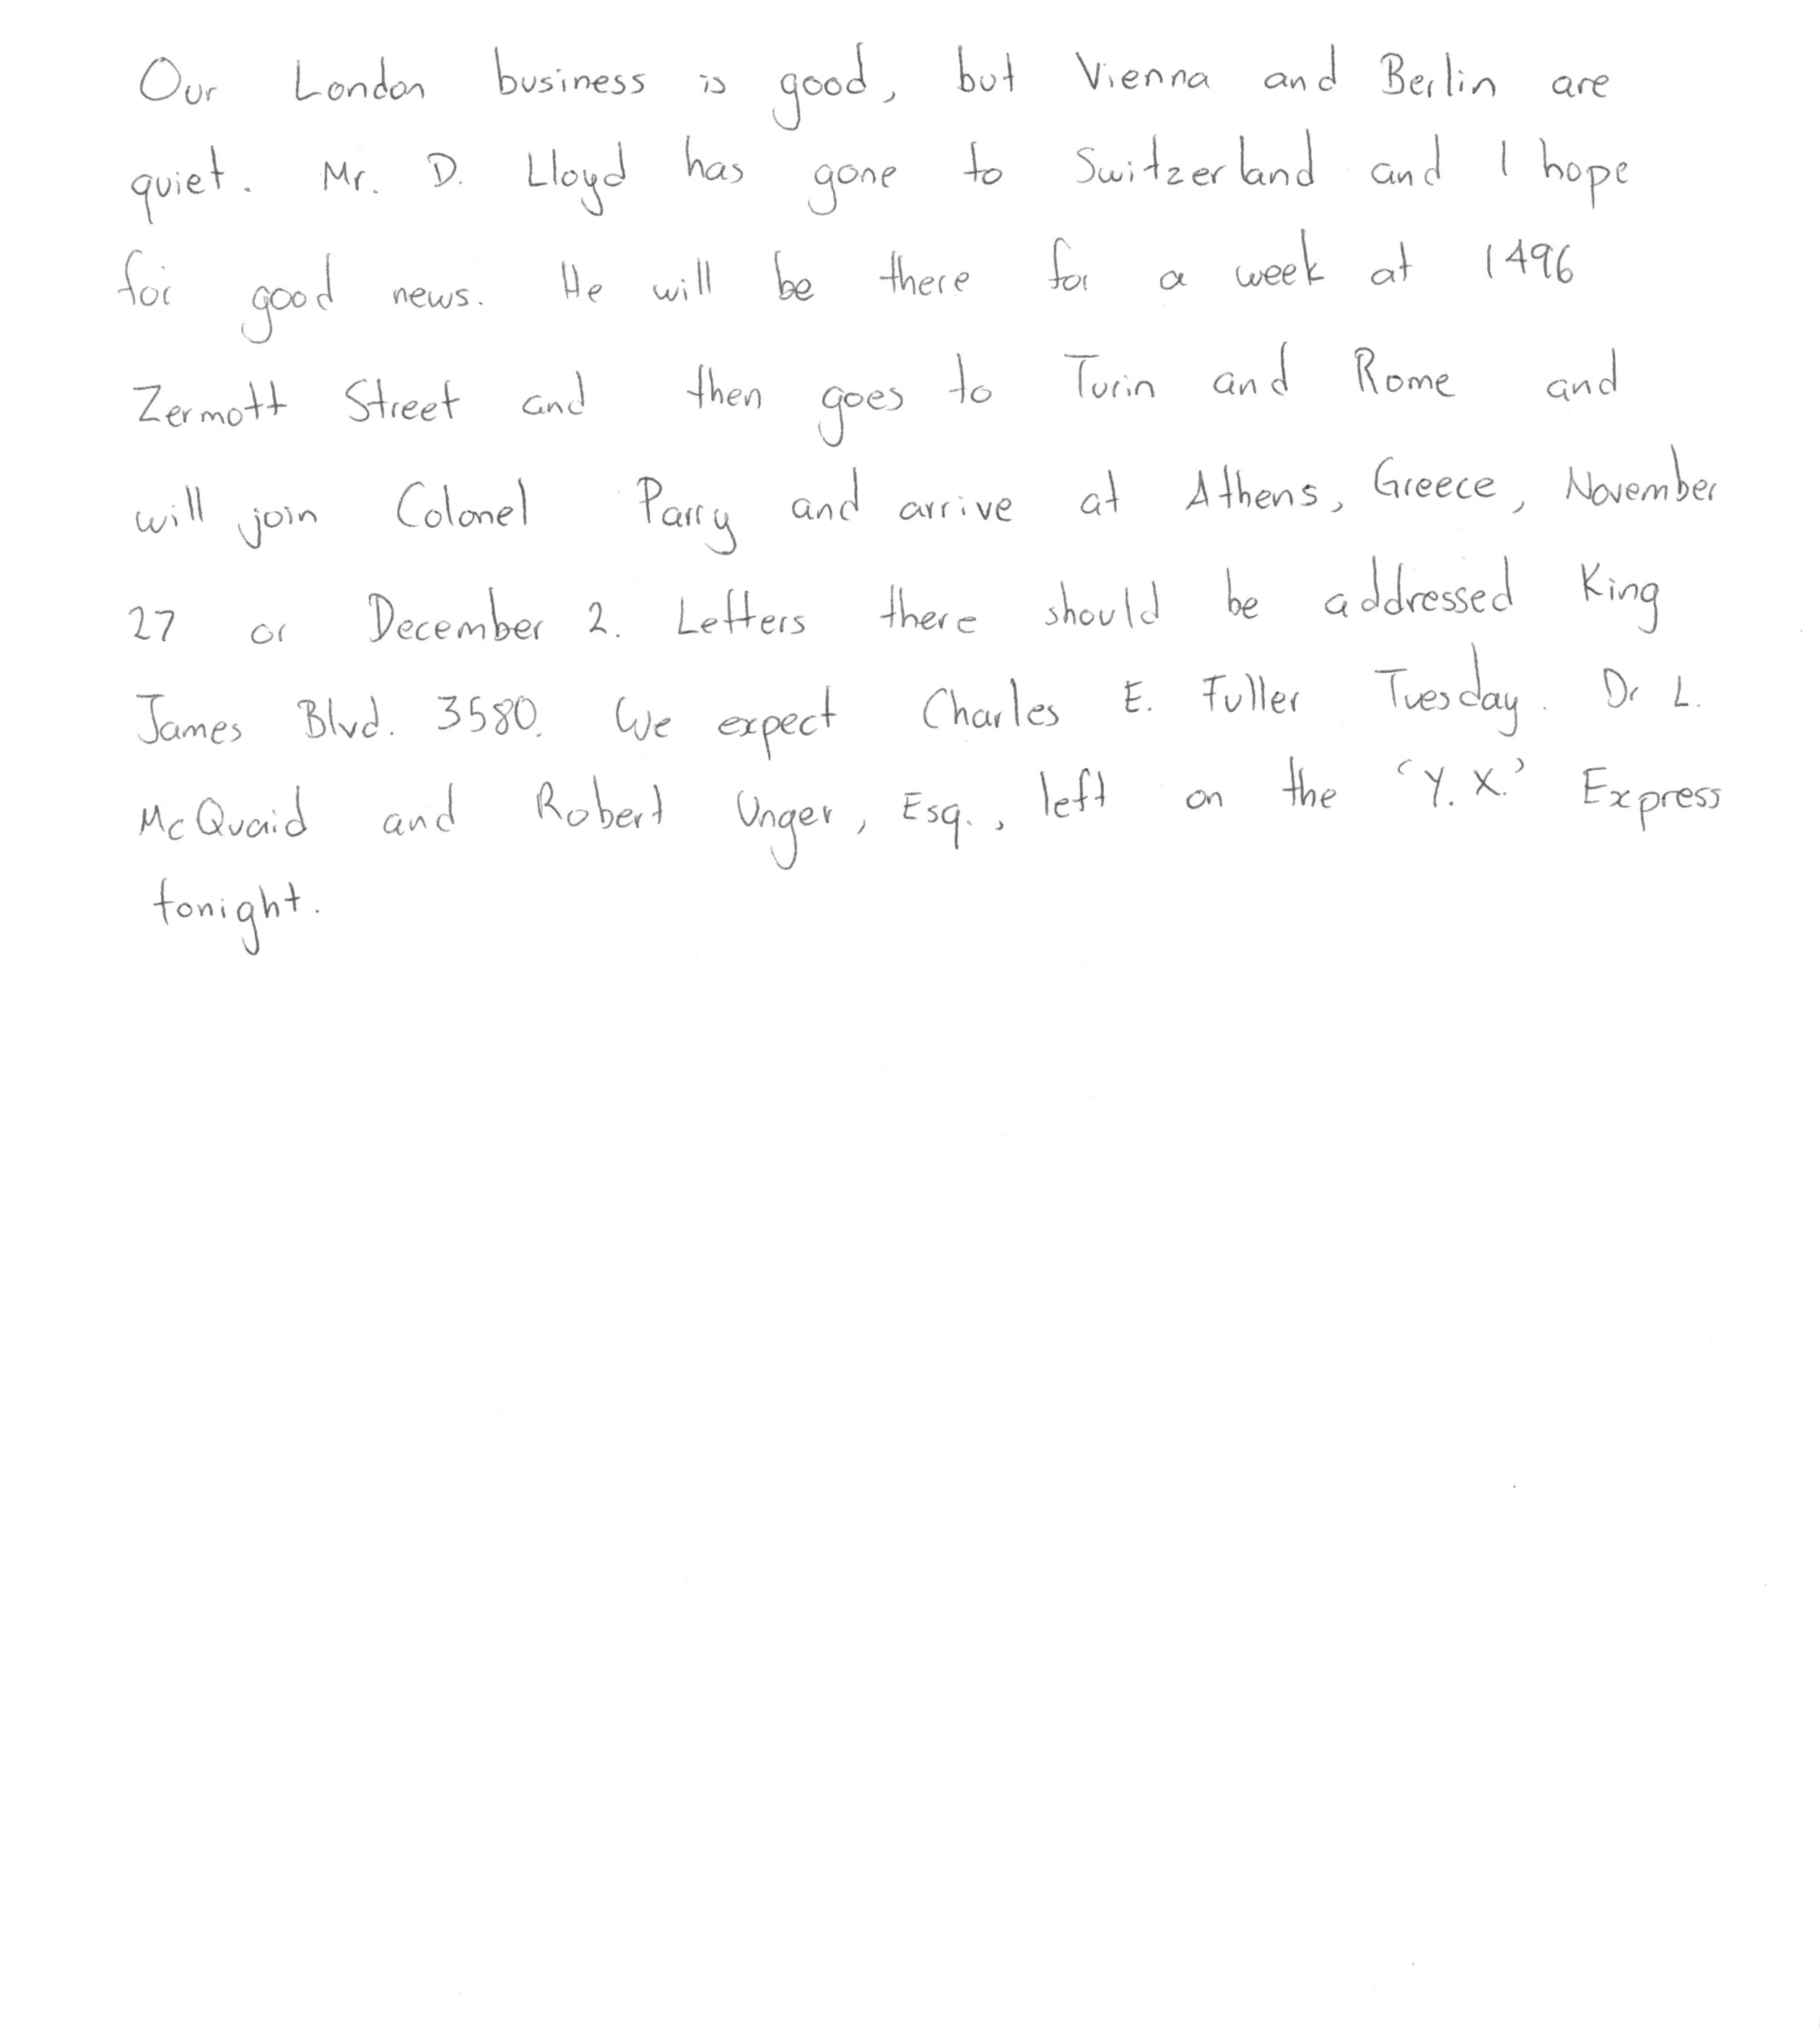 Our London business is good, but Vienna and Berlin are
quiet. Mr. D. Lloyd has gone to Switzerland and I hope
for good news. He will be there for a week at 1496
Zermott Street and then goes to Turin and Rome and
will join Colonel Parry and arrive at Athens, Greece, November
27 or December 2. Letters there should be addressed King
James Blvd. 3580. We expect Charles E. Fuller Tuesday. Dr L.
McQuaid and Robert Unger, Esq., left on the 'Y.X.' Express
tonight.